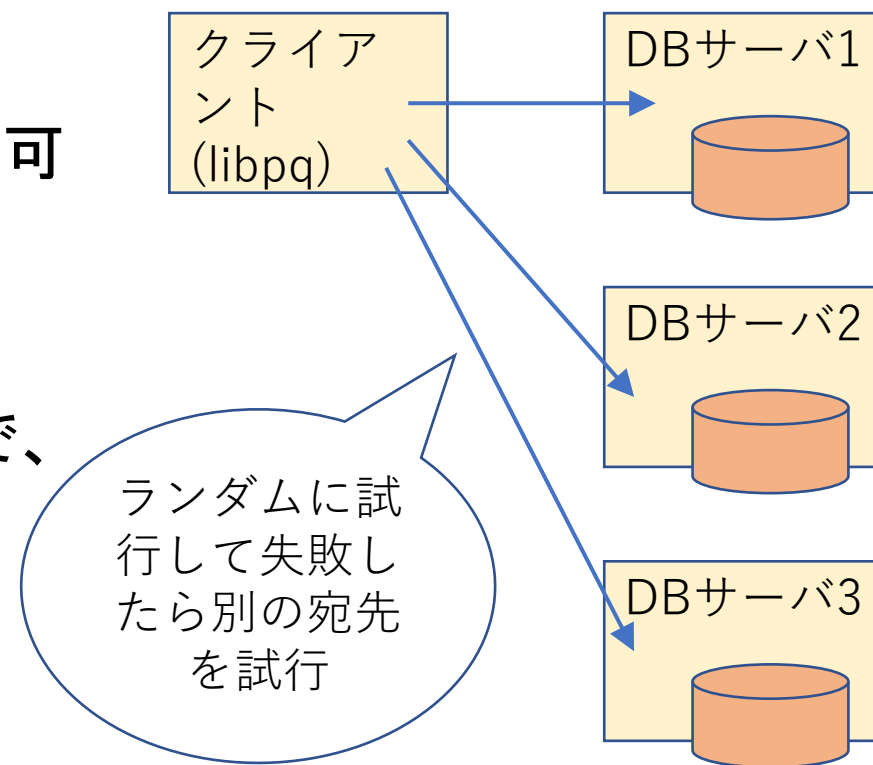 クライア
ント
(libpq)
DBサーバ1
可
DBサーバ2
で、
ランダムに試
行して失敗し
たら別の宛先
を試行
DBサーバ3